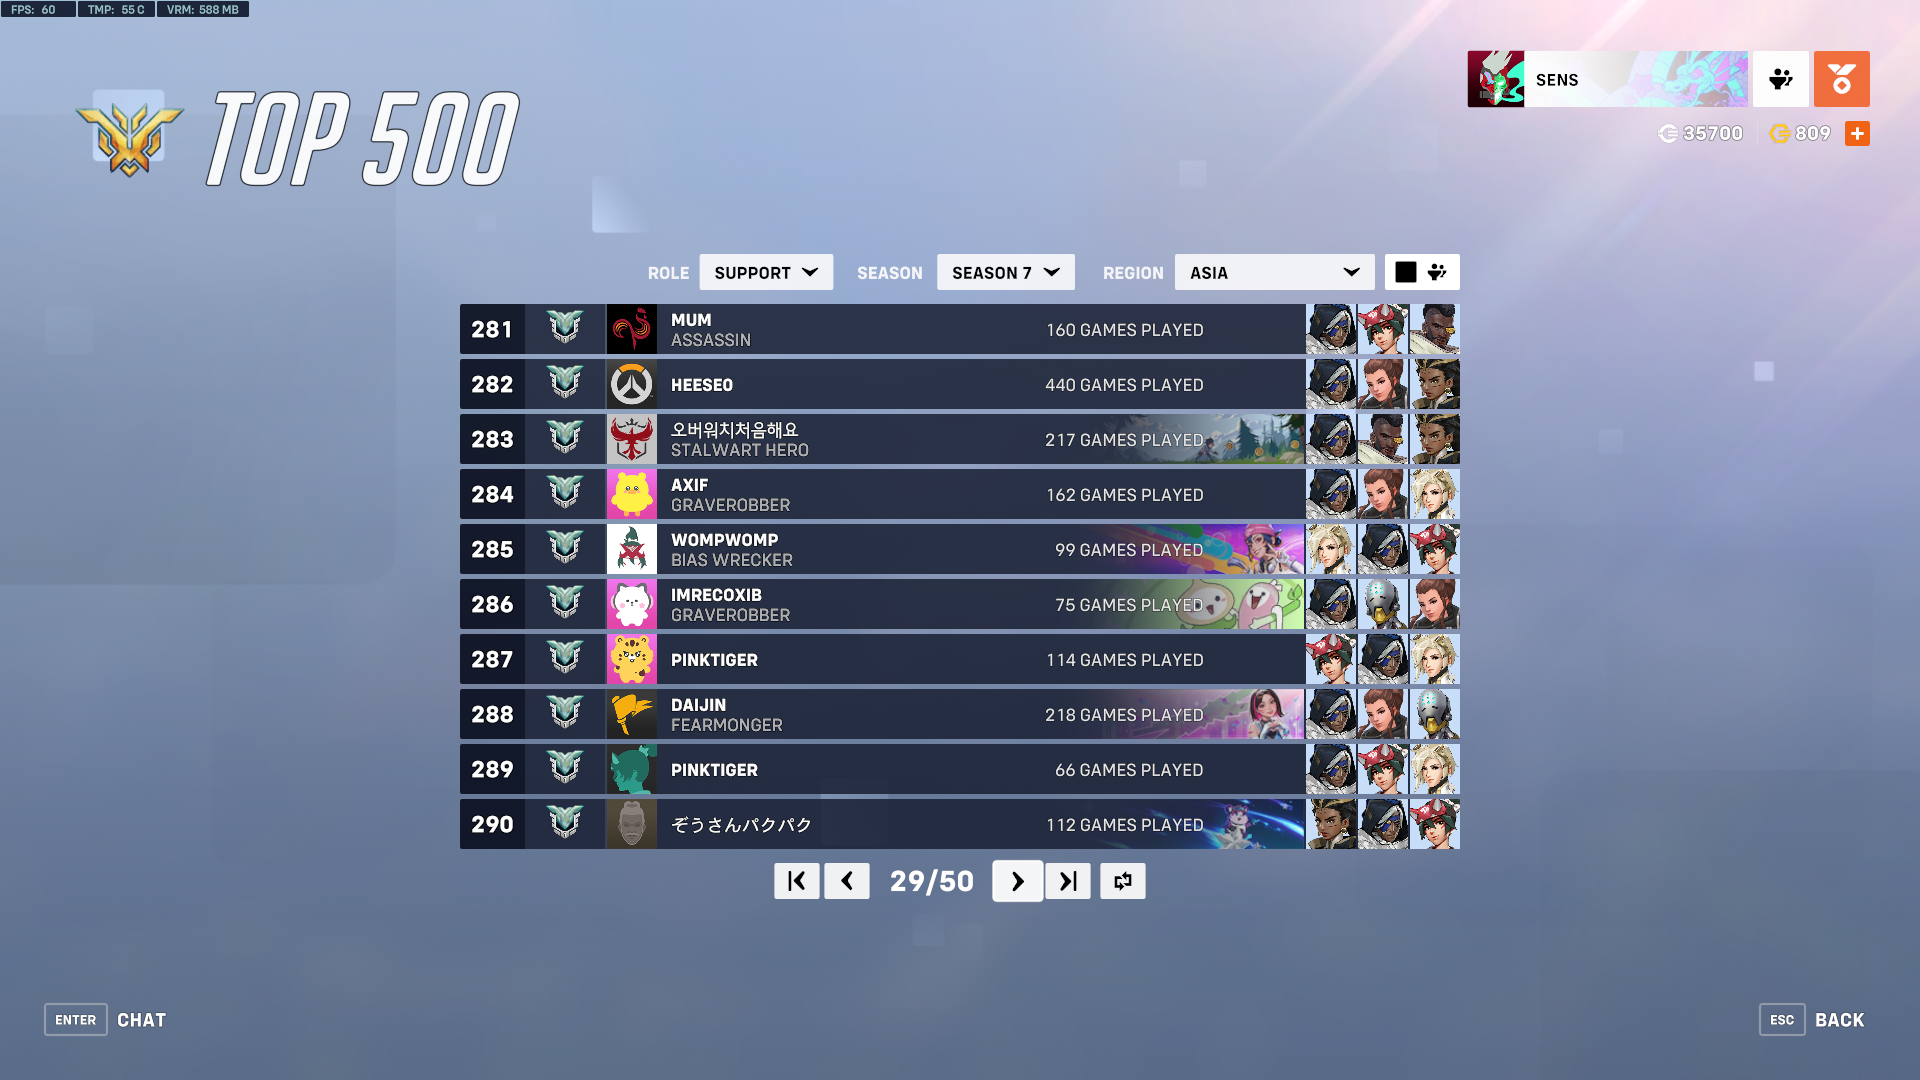 FPS: 60 TMP: 55 C VRM: 588 MB
TOP 500
SENS
35700 809
ROLE SUPPORT SEASON SEASON 7 REGION ASIA
281 MUM 160 GAMES PLAYED
ASSASSIN
282 HEESEO 440 GAMES PLAYED
283 오버워치처음해요 217 GAMES PLAYED
STALWART HERO
284 AXIF 162 GAMES PLAYED
GRAVEROBBER
285 WOMPWOMP 99 GAMES PLAYED
BIAS WRECKER
286 IMRECOXIB 75 GAMES PLAYED
GRAVEROBBER
287 PINKTIGER 114 GAMES PLAYED
288 DAIJIN 218 GAMES PLAYED
FEARMONGER
289 PINKTIGER 66 GAMES PLAYED
290 ぞうさんパクパク 112 GAMES PLAYED
29/50
ENTER CHAT
ESC BACK